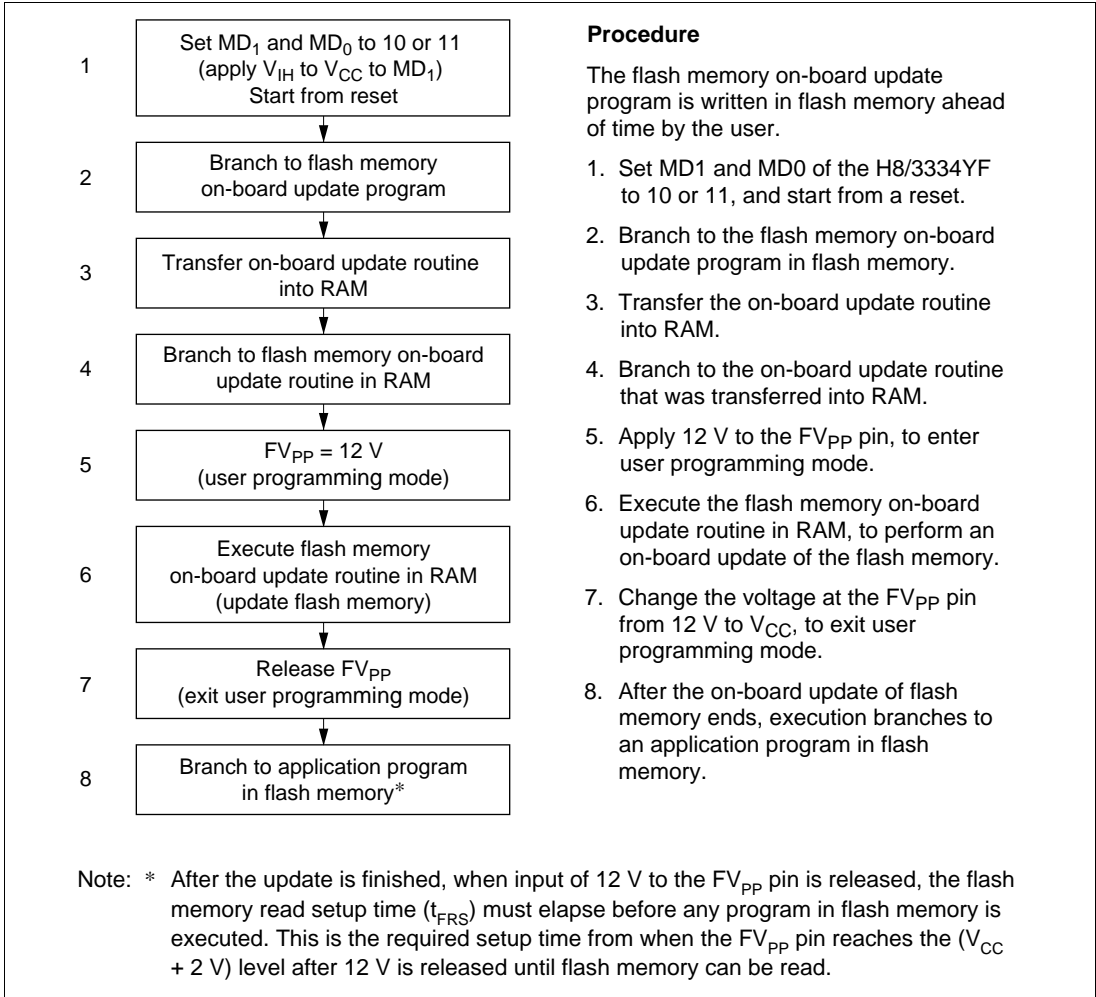 1
Set MD1 and MD0 to 10 or 11
(apply VIH to VCC to MD1)
Start from reset
2
Branch to flash memory
on-board update program
3
Transfer on-board update routine
into RAM
4
Branch to flash memory on-board
update routine in RAM
5
FVPP = 12 V
(user programming mode)
6
Execute flash memory
on-board update routine in RAM
(update flash memory)
7
Release FVPP
(exit user programming mode)
8
Branch to application program
in flash memory*
Procedure
The flash memory on-board update
program is written in flash memory ahead
of time by the user.
1. Set MD1 and MD0 of the H8/3334YF
to 10 or 11, and start from a reset.
2. Branch to the flash memory on-board
update program in flash memory.
3. Transfer the on-board update routine
into RAM.
4. Branch to the on-board update routine
that was transferred into RAM.
5. Apply 12 V to the FVPP pin, to enter
user programming mode.
6. Execute the flash memory on-board
update routine in RAM, to perform an
on-board update of the flash memory.
7. Change the voltage at the FVPP pin
from 12 V to VCC, to exit user
programming mode.
8. After the on-board update of flash
memory ends, execution branches to
an application program in flash
memory.
Note: * After the update is finished, when input of 12 V to the FVPP pin is released, the flash
memory read setup time (tFRS) must elapse before any program in flash memory is
executed. This is the required setup time from when the FVPP pin reaches the (VCC
+ 2 V) level after 12 V is released until flash memory can be read.